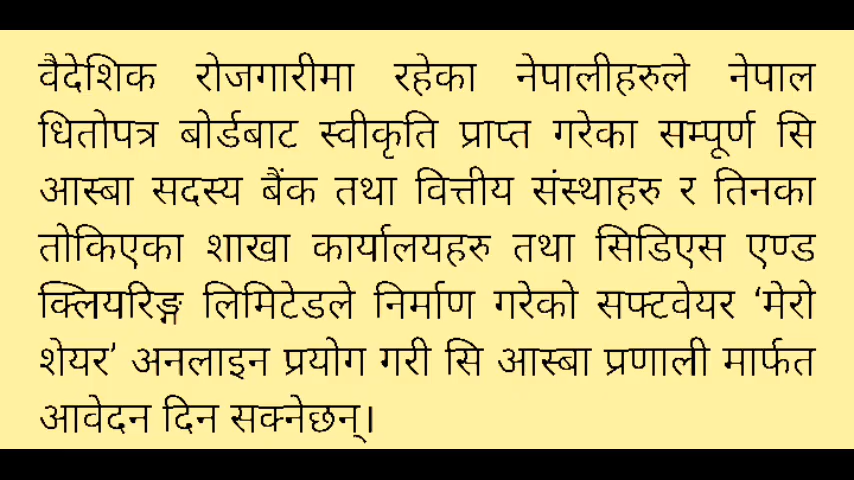 वैदेशिक रोजगारीमा रहेका नेपालीहरुले नेपाल
धितोपत्र बोर्डबाट स्वीकृति प्राप्त गरेका सम्पूर्ण सि
आस्बा सदस्य बैंक तथा वित्तीय संस्थाहरु र तिनका
तोकिएका शाखा कार्यालयहरु तथा सिडिएस एण्ड
क्लियरिङ्ग लिमिटेडले निर्माण गरेको सफ्टवेयर ‘मेरो
शेयर’ अनलाइन प्रयोग गरी सि आस्बा प्रणाली मार्फत
आवेदन दिन सक्नेछन्।